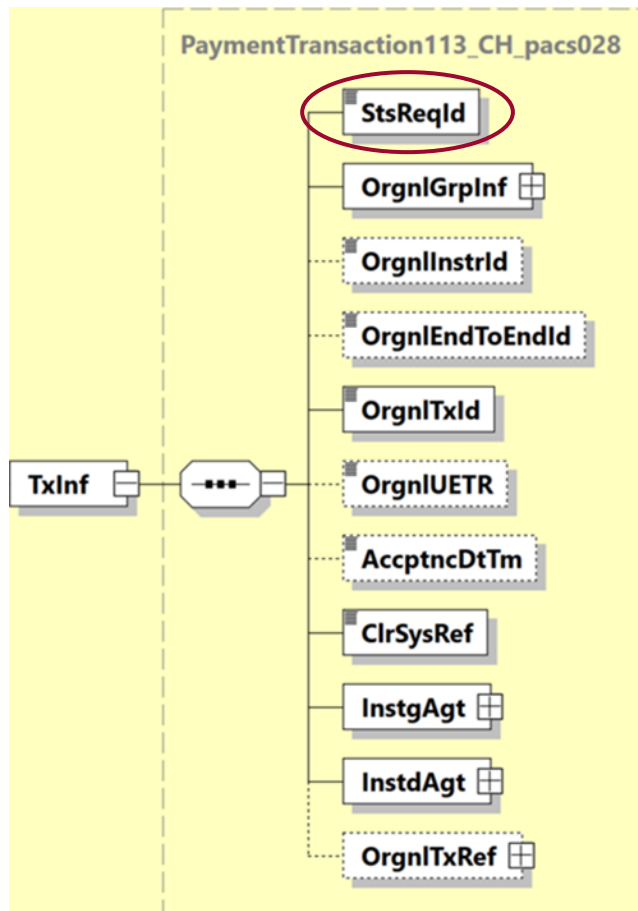 PaymentTransaction113_CH_pacs028
StsReqId
OrgnlGrpInf
OrgnlInstrId
OrgnlEndToEndId
OrgnlTxId
TxInf
OrgnlUETR
AccptncDtTm
ClrSysRef
InstgAgt
InstdAgt
OrgnlTxRef